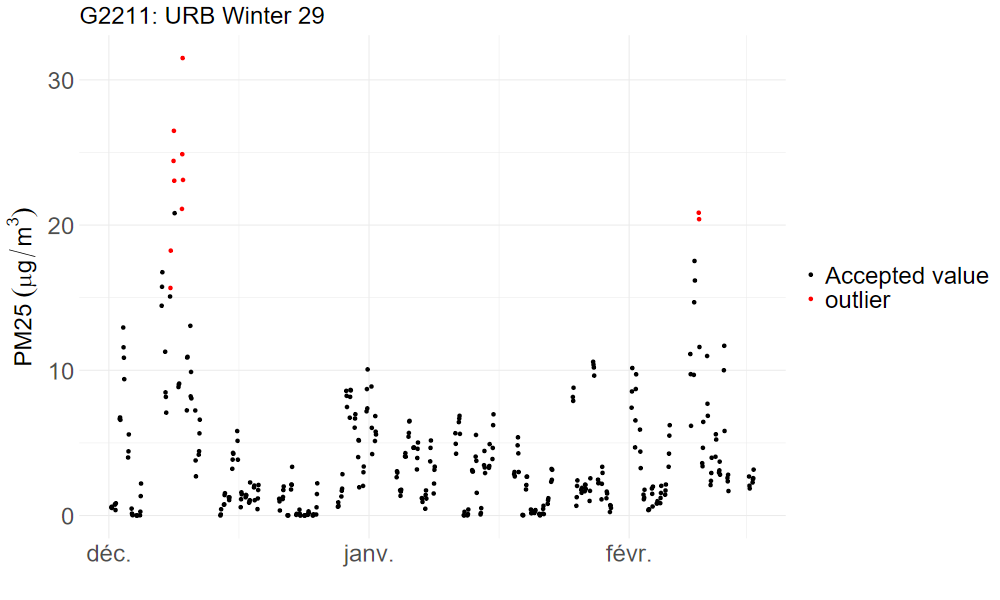 G2211: URB Winter 29
PM25 (μg/m³)
30
20
10
0
déc.
janv.
févr.
Accepted value
outlier